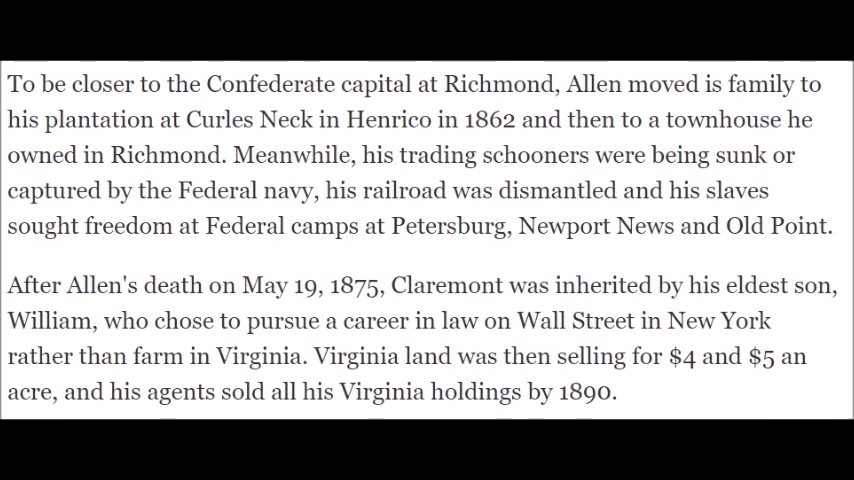 To be closer to the Confederate capital at Richmond, Allen moved is family to
his plantation at Curles Neck in Henrico in 1862 and then to a townhouse he
owned in Richmond. Meanwhile, his trading schooners were being sunk or
captured by the Federal navy, his railroad was dismantled and his slaves
sought freedom at Federal camps at Petersburg, Newport News and Old Point.
After Allen's death on May 19, 1875, Claremont was inherited by his eldest son,
William, who chose to pursue a career in law on Wall Street in New York
rather than farm in Virginia. Virginia land was then selling for $4 and $5 an
acre, and his agents sold all his Virginia holdings by 1890.